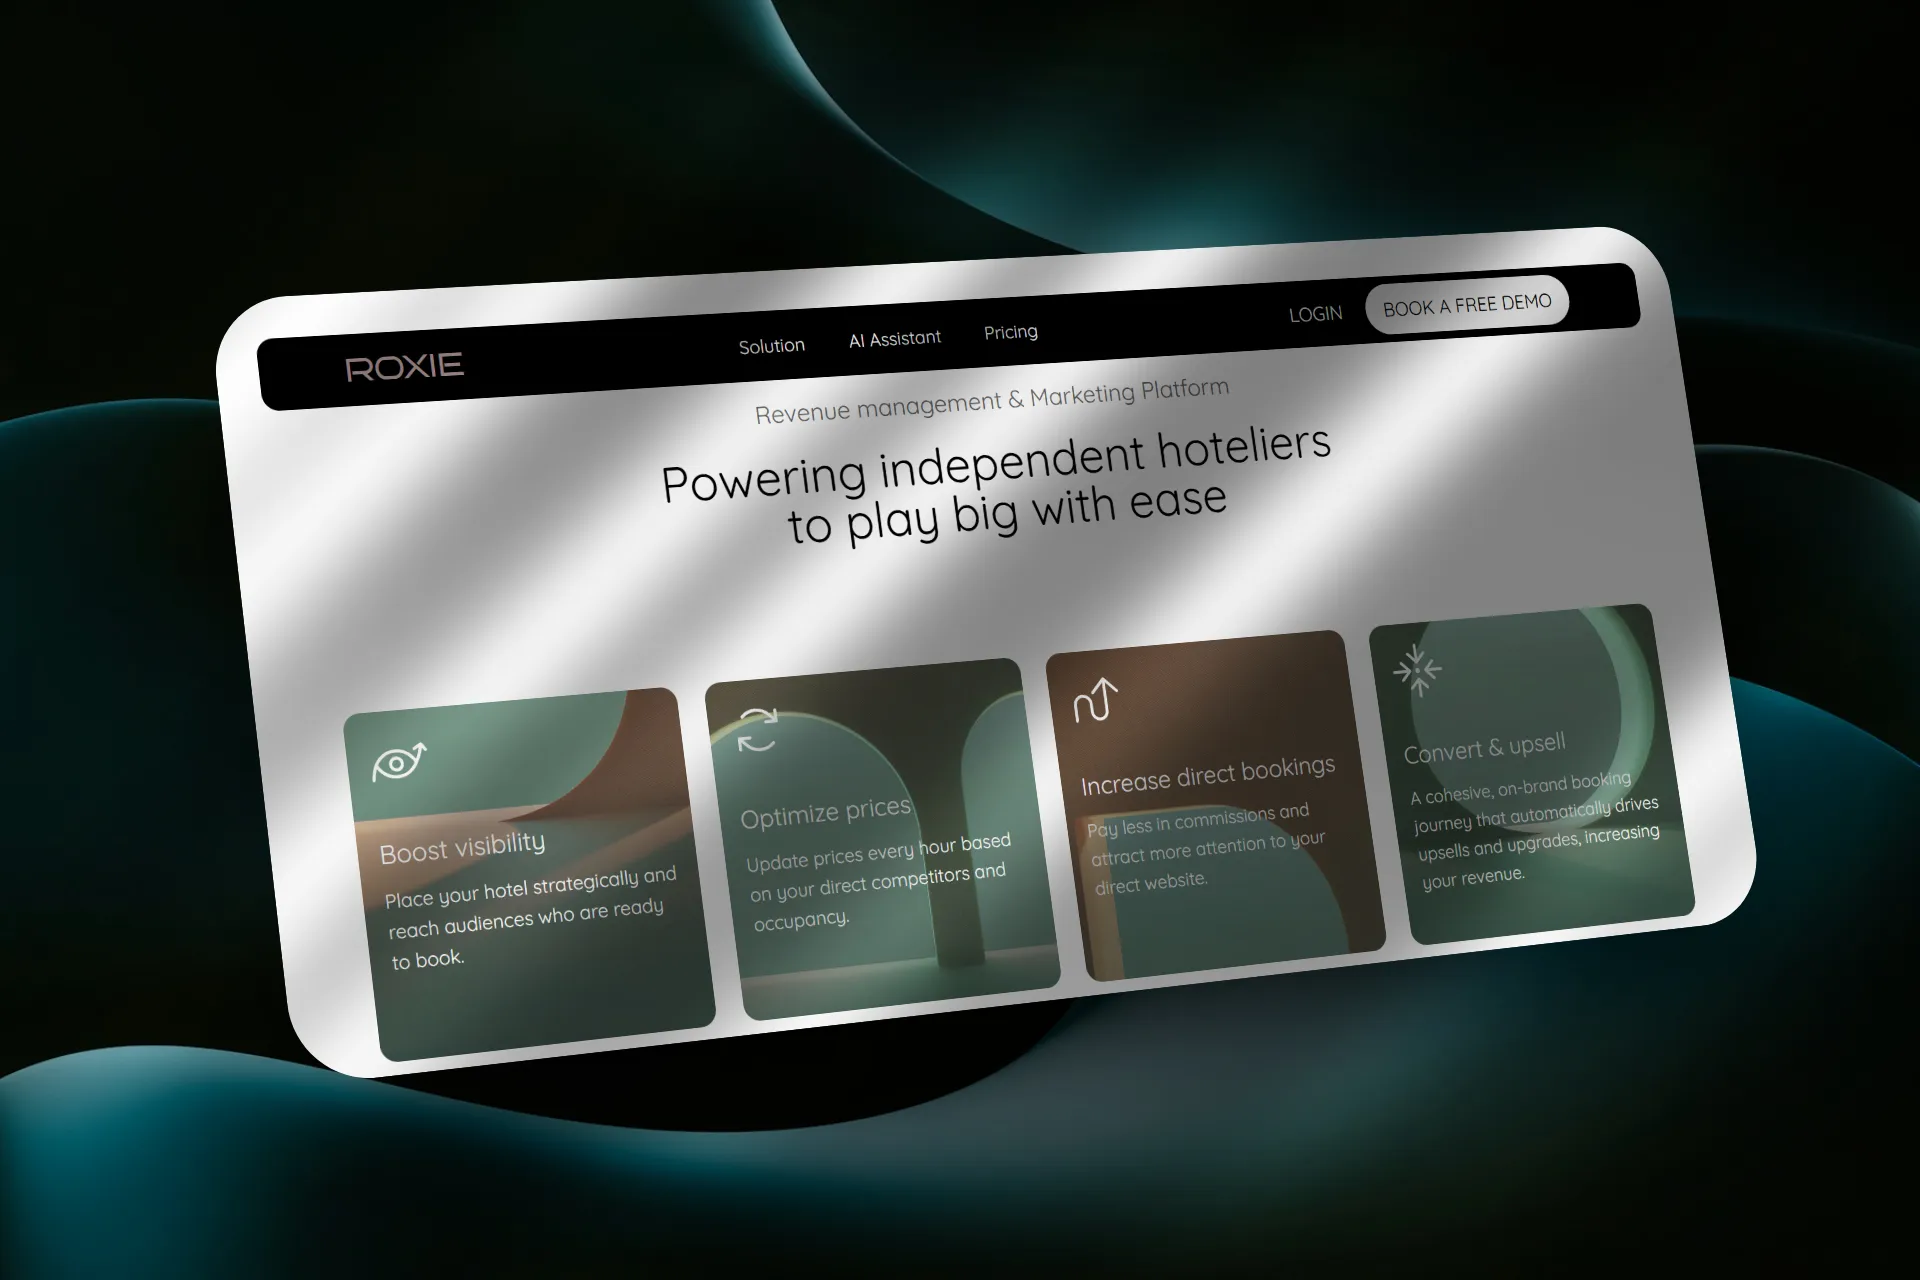 ROXIE
Solution
AI Assistant
Pricing
LOGIN
BOOK A FREE DEMO
Revenue management & Marketing Platform
Powering independent hoteliers
to play big with ease
Boost visibility
Place your hotel strategically and
reach audiences who are ready
to book.
Optimize prices
Update prices every hour based
on your direct competitors and
occupancy.
Increase direct bookings
Pay less in commissions and
attract more attention to your
direct website.
Convert & upsell
A cohesive, on-brand booking
journey that automatically drives
upsells and upgrades, increasing
your revenue.